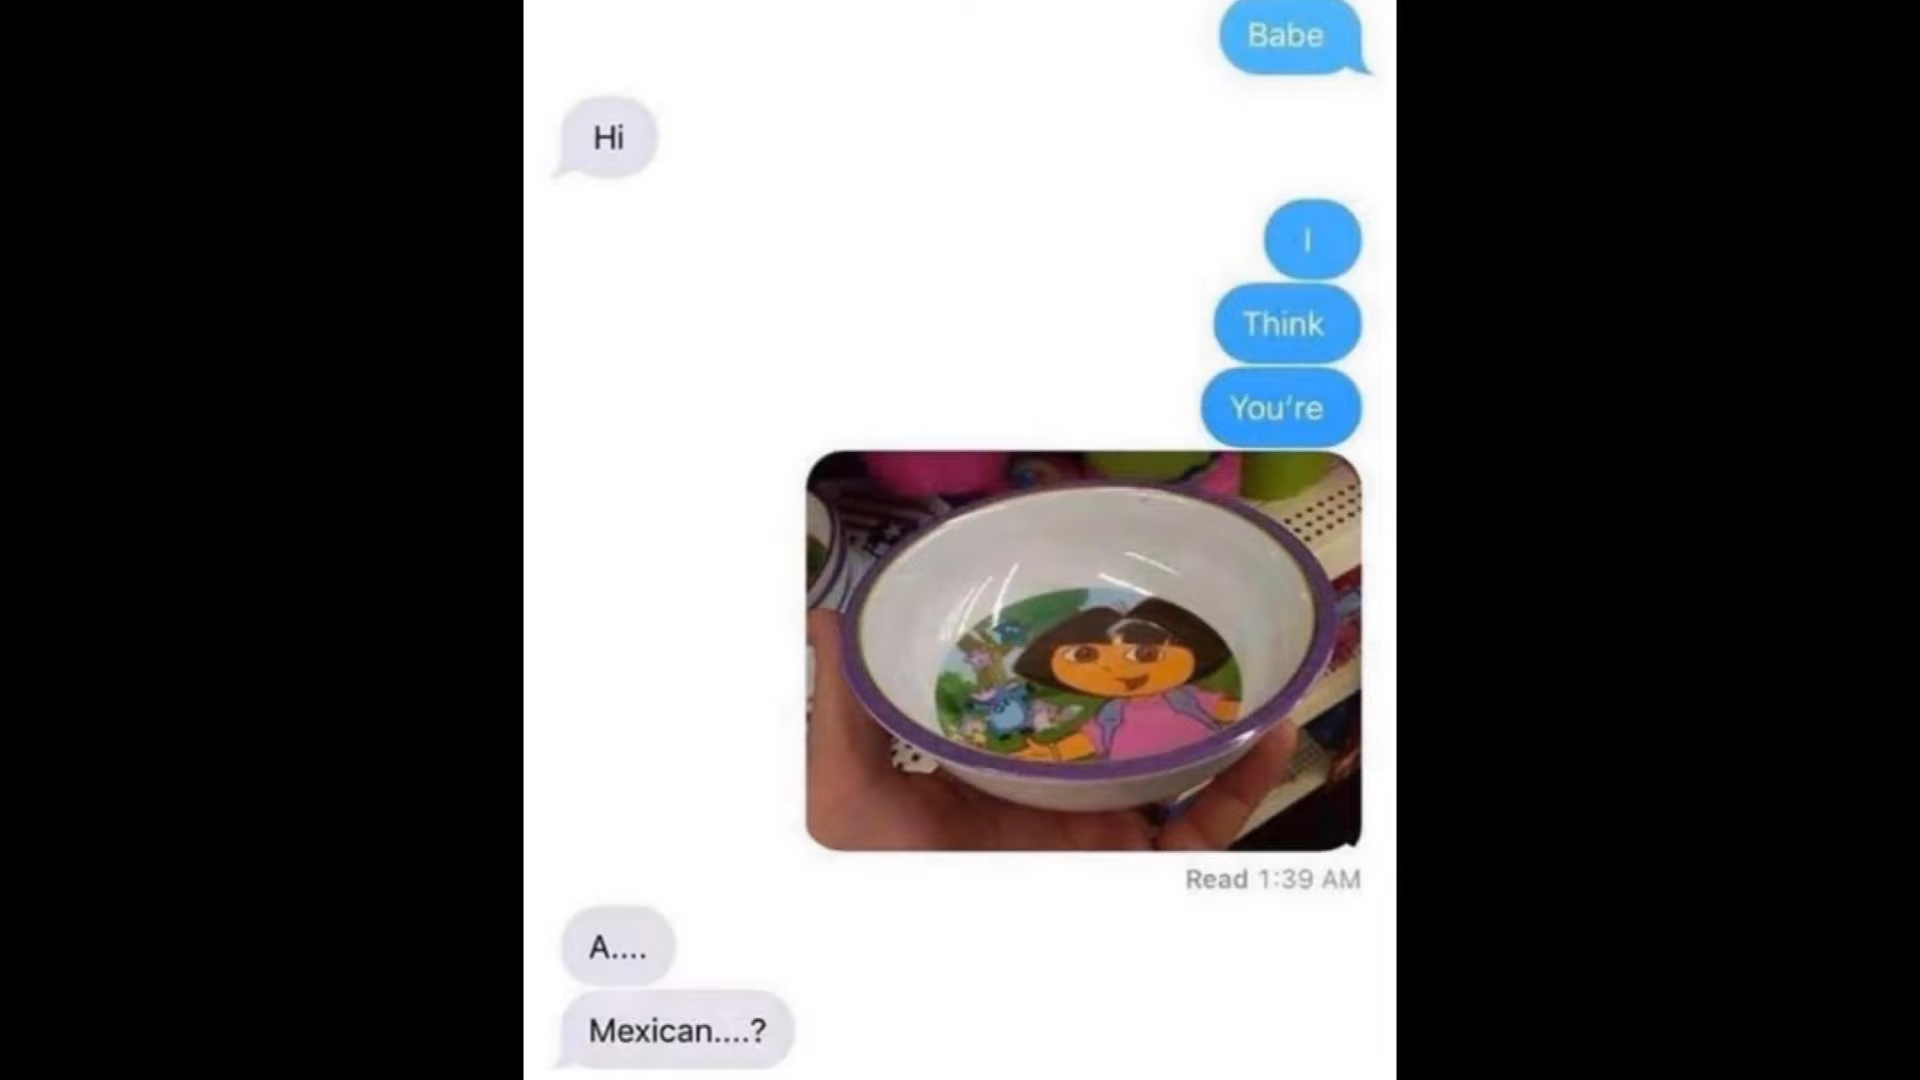 Babe
Hi
I
Think
You're
Read 1:39 AM
A....
Mexican....?